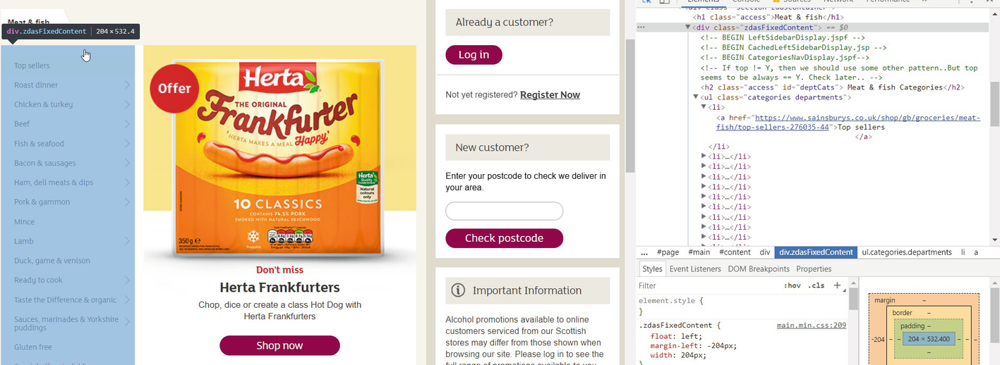 Meat & fish
div.zdasFixedContent 204 × 532.4
Top sellers
Roast dinner
Chicken & turkey
Beef
Fish & seafood
Bacon & sausages
Ham, deli meats & dips
Pork & gammon
Mince
Lamb
Duck, game & venison
Ready to cook
Taste the Difference & organic
Sauces, marinades & Yorkshire
puddings
Gluten free
Offer
Herta
THE ORIGINAL
Frankfurter
'HERTA MAKES A MEAL Happy'
Herta
Natural
colours
only
10 CLASSICS
CONTAINS 74.5% PORK
SMOKED WITH NATURAL BEECHWOOD
350g e
Don't miss
Herta Frankfurters
Chop, dice or create a class Hot Dog with
Herta Frankfurters
Shop now
Already a customer?
Log in
Not yet registered? Register Now
New customer?
Enter your postcode to check we deliver in
your area.
Check postcode
Important Information
Alcohol promotions available to online
customers serviced from our Scottish
stores may differ from those shown when
browsing our site. Please log in to see the
full range of promotions available to you
<h1 class="access">Meat & fish</h1>
<div class="zdasFixedContent"> == $0
<!-- BEGIN LeftSidebarDisplay.jspf -->
<!-- BEGIN CachedLeftSidebarDisplay.jsp -->
<!-- BEGIN CategoriesNavDisplay.jspf-->
<!-- If top != Y, then we should use some other pattern..But top
seems to be always == Y. Check later.. -->
<h2 class="access" id="deptCats"> Meat & fish Categories</h2>
<ul class="categories departments">
<li>
<a href="https://www.sainsburys.co.uk/shop/gb/groceries/meat-
fish/top-sellers-276035-44">Top sellers
</a>
</li>
<li>…</li>
<li>…</li>
<li>…</li>
<li>…</li>
<li>…</li>
<li>…</li>
<li>…</li>
<li>…</li>
<li>…</li>
... #page #main #content div div.zdasFixedContent ul.categories.departments li a
Styles Event Listeners DOM Breakpoints Properties
Filter :hov .cls +
element.style {
}
.zdasFixedContent { main.min.css:209
float: left;
margin-left: -204px;
width: 204px;
}
margin –
border –
padding –
-204 – – 204 × 532.400 – – –
–